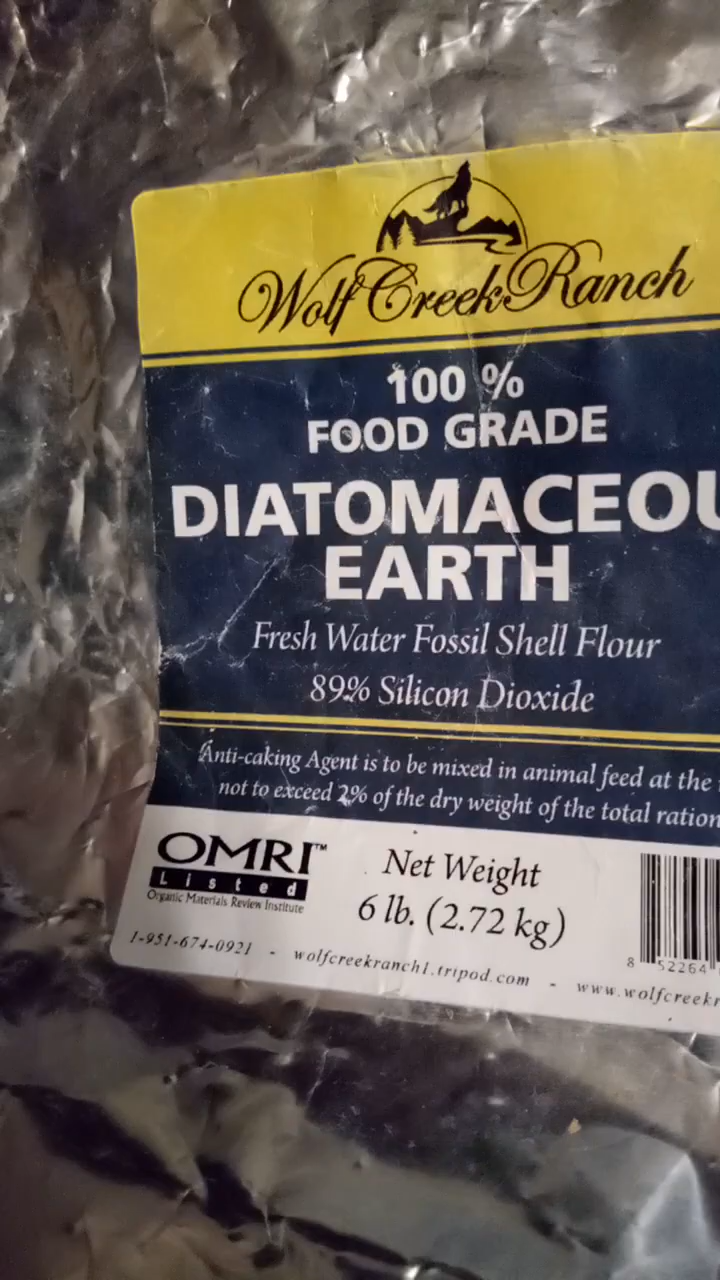 Wolf Creek Ranch
100 %
FOOD GRADE
DIATOMACEOU
EARTH
Fresh Water Fossil Shell Flour
89% Silicon Dioxide
Anti-caking Agent is to be mixed in animal feed at the
not to exceed 2% of the dry weight of the total ration
OMRI™
Listed
Organic Materials Review Institute
Net Weight
6 lb. (2.72 kg)
8 52264
1-951-674-0921 - wolfcreekranch1.tripod.com - www.wolfcreekr